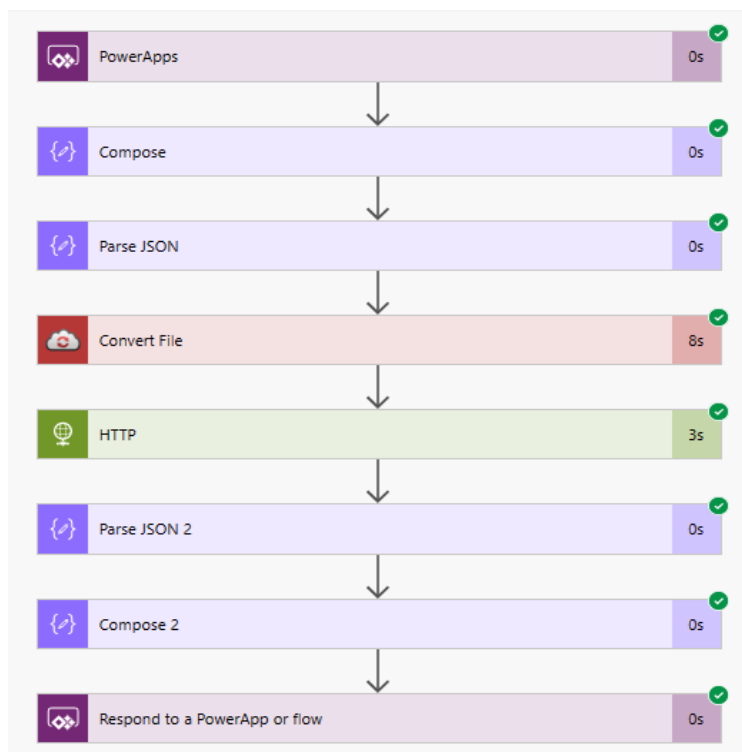 PowerApps 0s
Compose 0s
Parse JSON 0s
Convert File 8s
HTTP 3s
Parse JSON 2 0s
Compose 2 0s
Respond to a PowerApp or flow 0s